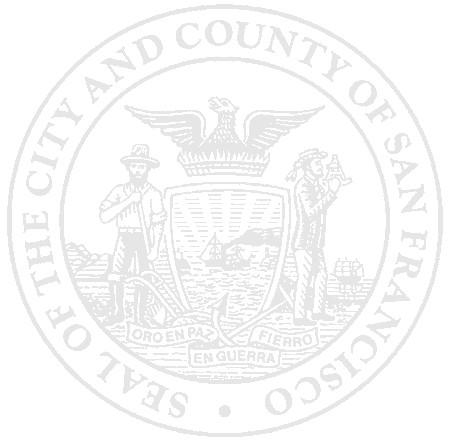 SEAL OF THE CITY AND COUNTY OF SAN FRANCISCO
ORO EN PAZ
FIERRO
EN GUERRA